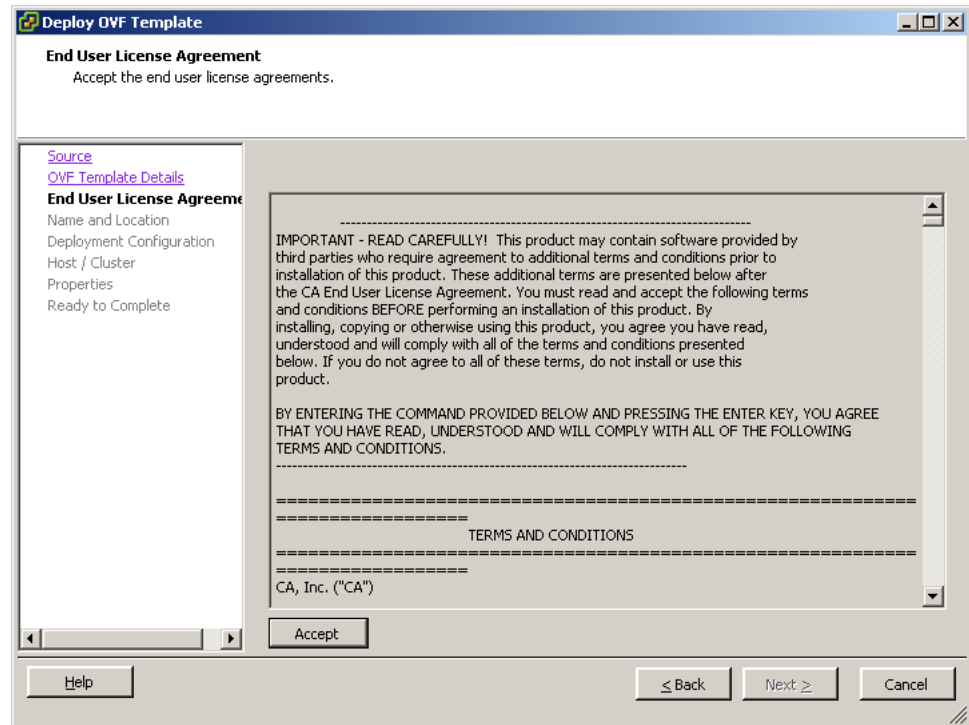 Deploy OVF Template
End User License Agreement
Accept the end user license agreements.
Source
OVF Template Details
End User License Agreeme
Name and Location
Deployment Configuration
Host / Cluster
Properties
Ready to Complete
--------------------------------------------------------------------------------
IMPORTANT - READ CAREFULLY!  This product may contain software provided by
third parties who require agreement to additional terms and conditions prior to
installation of this product. These additional terms are presented below after
the CA End User License Agreement. You must read and accept the following terms
and conditions BEFORE performing an installation of this product. By
installing, copying or otherwise using this product, you agree you have read,
understood and will comply with all of the terms and conditions presented
below. If you do not agree to all of these terms, do not install or use this
product.
BY ENTERING THE COMMAND PROVIDED BELOW AND PRESSING THE ENTER KEY, YOU AGREE
THAT YOU HAVE READ, UNDERSTOOD AND WILL COMPLY WITH ALL OF THE FOLLOWING
TERMS AND CONDITIONS.
--------------------------------------------------------------------------------
============================================================
==================
TERMS AND CONDITIONS
============================================================
==================
CA, Inc. ("CA")
Accept
Help
≤ Back
Next ≥
Cancel